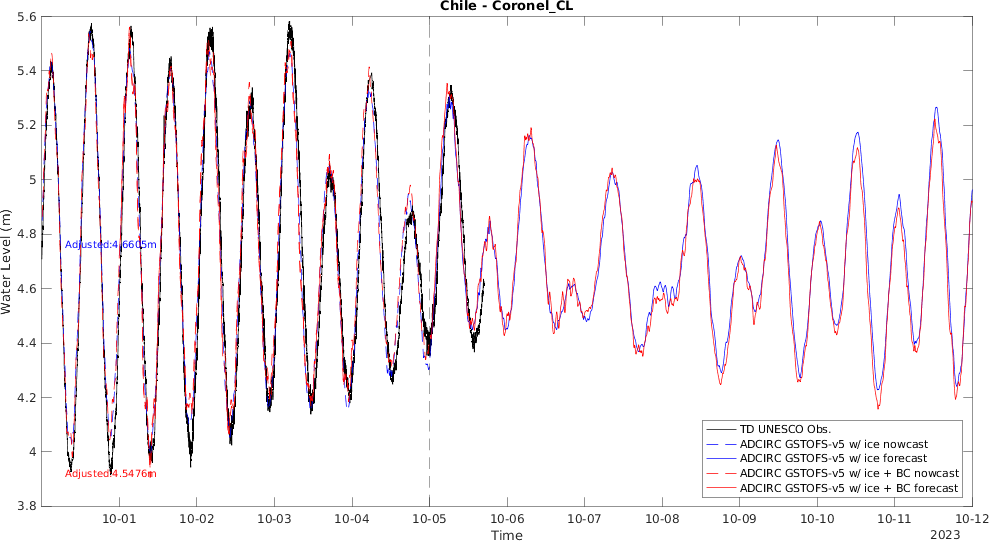 Chile - Coronel_CL
5.6
5.4
5.2
5
4.8
4.6
4.4
4.2
4
3.8
Water Level (m)
Adjusted:4.6605m
Adjusted:4.5476m
TD UNESCO Obs.
ADCIRC GSTOFS-v5 w/ ice nowcast
ADCIRC GSTOFS-v5 w/ ice forecast
ADCIRC GSTOFS-v5 w/ ice + BC nowcast
ADCIRC GSTOFS-v5 w/ ice + BC forecast
10-01 10-02 10-03 10-04 10-05 10-06 10-07 10-08 10-09 10-10 10-11 10-12
Time
2023